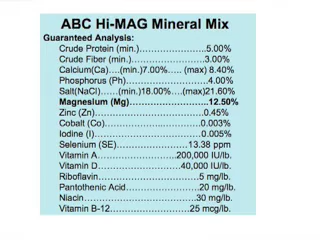 ABC Hi-MAG Mineral Mix
Guaranteed Analysis:
Crude Protein (min.)........................5.00%
Crude Fiber (min.)..........................3.00%
Calcium(Ca)....(min.)7.00%..... (max) 8.40%
Phosphorus (Ph)............................4.00%
Salt(NaCl)......(min.)18.00%....(max)21.60%
Magnesium (Mg)........................12.50%
Zinc (Zn).....................................0.45%
Cobalt (Co)................................0.003%
Iodine (I)....................................0.005%
Selenium (SE)........................13.38 ppm
Vitamin A..........................200,000 IU/lb.
Vitamin D...........................40,000 IU/lb.
Riboflavin.................................5 mg/lb.
Pantothenic Acid......................20 mg/lb.
Niacin.....................................30 mg/lb.
Vitamin B-12...........................25 mcg/lb.